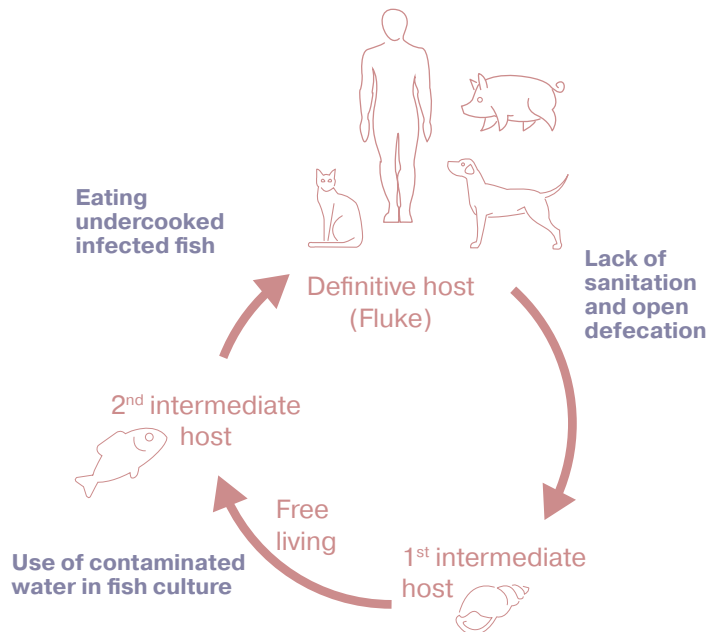 Eating
undercooked
infected fish
Definitive host
(Fluke)
Lack of
sanitation
and open
defecation
2nd intermediate
host
Free
living
Use of contaminated
water in fish culture
1st intermediate
host